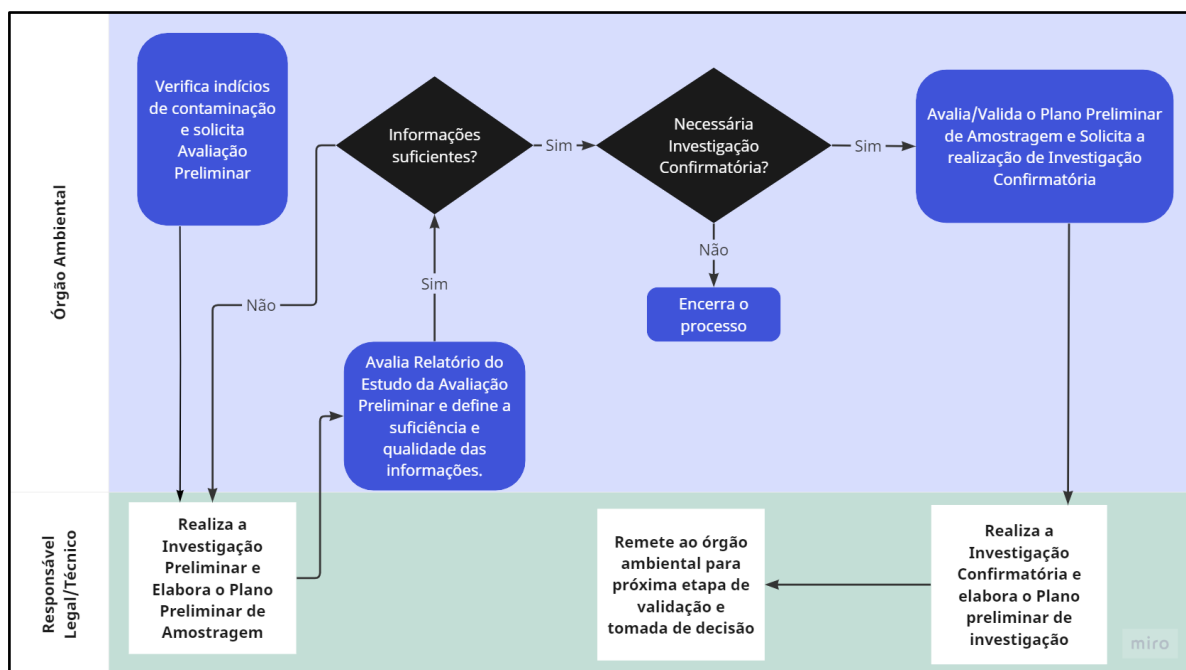 Órgão Ambiental
Verifica indícios
de contaminação
e solicita
Avaliação
Preliminar
Informações
suficientes?
Sim
Necessária
Investigação
Confirmatória?
Sim
Avalia/Valida o Plano Preliminar
de Amostragem e Solicita a
realização de Investigação
Confirmatória
Não
Sim
Não
Encerra o
processo
Avalia Relatório do
Estudo da Avaliação
Preliminar e define a
suficiência e
qualidade das
informações.
Responsável
Legal/Técnico
Realiza a
Investigação
Preliminar e
Elabora o Plano
Preliminar de
Amostragem
Remete ao órgão
ambiental para
próxima etapa de
validação e
tomada de decisão
Realiza a
Investigação
Confirmatória e
elabora o Plano
preliminar de
investigação
miro